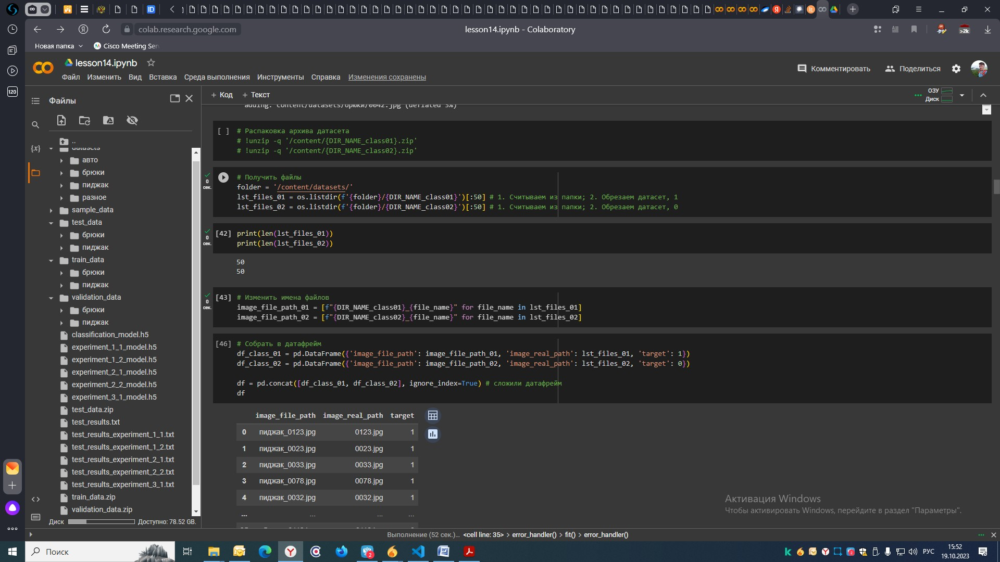 colab.research.google.com
lesson14.ipynb - Colaboratory
>2k
Новая папка
Cisco Meeting Ser
lesson14.ipynb
Комментировать
Поделиться
Файл Изменить Вид Вставка Среда выполнения Инструменты Справка Изменения сохранены
120
Файлы
+ Код + Текст
ОЗУ
Диск
adding: content/datasets/брюки/0042.jpg (deflated 3%)
[ ] # Распаковка архива датасета
# !unzip -q '/content/{DIR_NAME_class01}.zip'
# !unzip -q '/content/{DIR_NAME_class02}.zip'
0
сек.
# Получить файлы
folder = '/content/datasets/'
lst_files_01 = os.listdir(f'{folder}/{DIR_NAME_class01}')[:50] # 1. Считываем из папки; 2. Обрезаем датасет, 1
lst_files_02 = os.listdir(f'{folder}/{DIR_NAME_class02}')[:50] # 1. Считываем из папки; 2. Обрезаем датасет, 0
0
сек.
[42] print(len(lst_files_01))
print(len(lst_files_02))
50
50
0
сек.
[43] # Изменить имена файлов
image_file_path_01 = [f"{DIR_NAME_class01}_{file_name}" for file_name in lst_files_01]
image_file_path_02 = [f"{DIR_NAME_class02}_{file_name}" for file_name in lst_files_02]
[46] # Собрать в датафрейм
df_class_01 = pd.DataFrame({'image_file_path': image_file_path_01, 'image_real_path': lst_files_01, 'target': 1})
df_class_02 = pd.DataFrame({'image_file_path': image_file_path_02, 'image_real_path': lst_files_02, 'target': 0})
df = pd.concat([df_class_01, df_class_02], ignore_index=True) # сложили датафрейм
df
image_file_path image_real_path target
0 пиджак_0123.jpg 0123.jpg 1
1 пиджак_0023.jpg 0023.jpg 1
2 пиджак_0033.jpg 0033.jpg 1
3 пиджак_0078.jpg 0078.jpg 1
4 пиджак_0032.jpg 0032.jpg 1
... ... ... ...
{x}
..
datasets
авто
брюки
пиджак
разное
sample_data
test_data
брюки
пиджак
train_data
брюки
пиджак
validation_data
брюки
пиджак
classification_model.h5
experiment_1_1_model.h5
experiment_1_2_model.h5
experiment_2_1_model.h5
experiment_2_2_model.h5
experiment_3_1_model.h5
test_data.zip
test_results.txt
test_results_experiment_1_1.txt
test_results_experiment_1_2.txt
test_results_experiment_2_1.txt
test_results_experiment_2_2.txt
test_results_experiment_3_1.txt
train_data.zip
validation_data.zip
Диск Доступно: 78.52 GB.
Активация Windows
Чтобы активировать Windows, перейдите в раздел "Параметры".
Выполнение (52 сек.)... <cell line: 35> > error_handler() > fit() > error_handler()
Поиск
РУС
15:52
19.10.2023